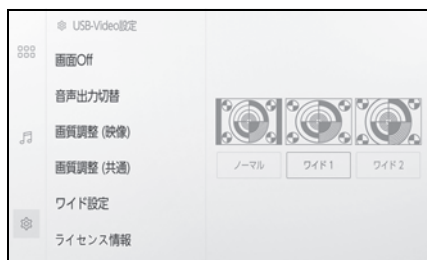 USB-Video設定
画面Off
音声出力切替
画質調整 (映像)
画質調整 (共通)
ワイド設定
ライセンス情報
ノーマル
ワイド1
ワイド2